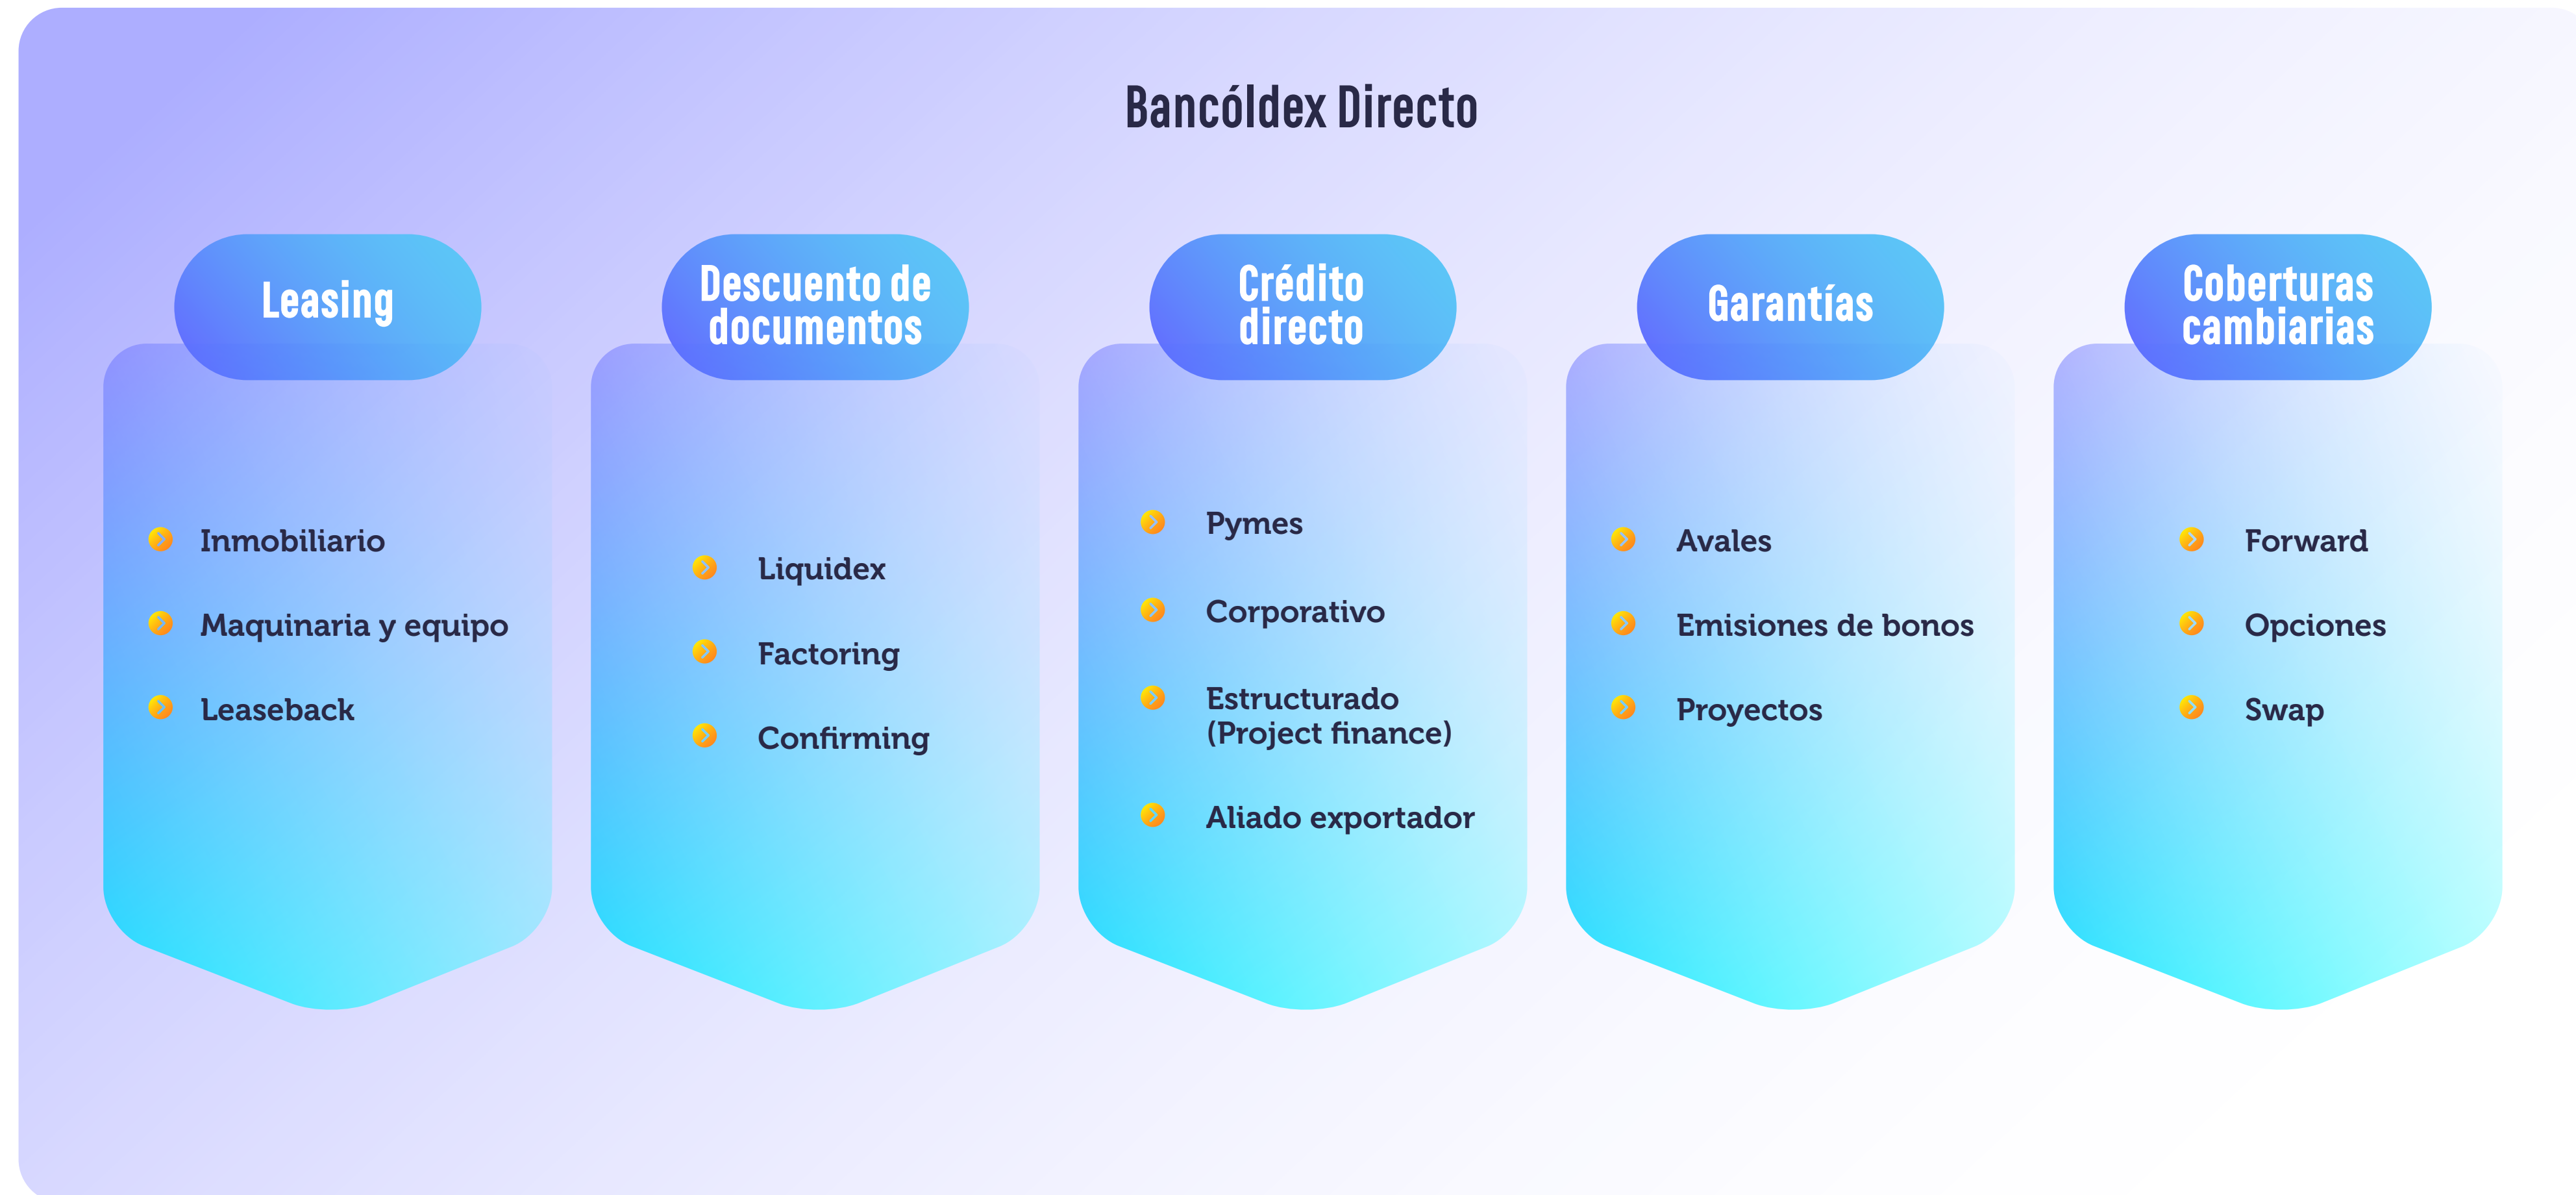 Bancóldex Directo
Leasing
Inmobiliario
Maquinaria y equipo
Leaseback
Descuento de
documentos
Liquidex
Factoring
Confirming
Crédito
directo
Pymes
Corporativo
Estructurado
(Project finance)
Aliado exportador
Garantías
Avales
Emisiones de bonos
Proyectos
Coberturas
cambiarias
Forward
Opciones
Swap